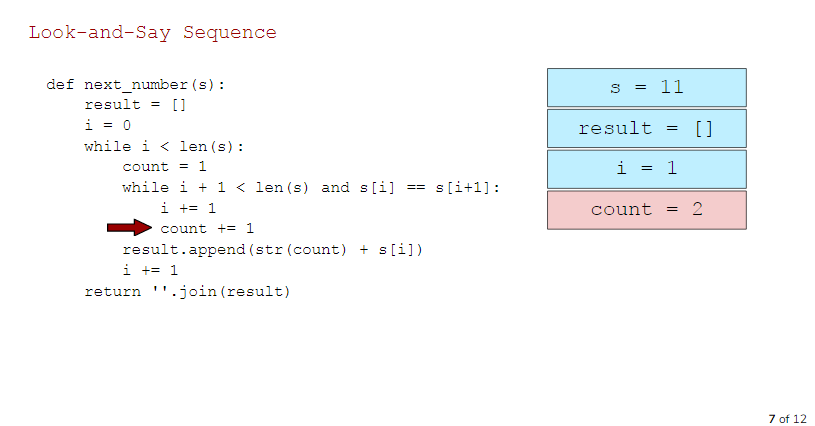 Look-and-Say Sequence
def next_number(s):
    result = []
    i = 0
    while i < len(s):
        count = 1
        while i + 1 < len(s) and s[i] == s[i+1]:
            i += 1
            count += 1
        result.append(str(count) + s[i])
        i += 1
    return ''.join(result)
s = 11
result = []
i = 1
count = 2
7 of 12